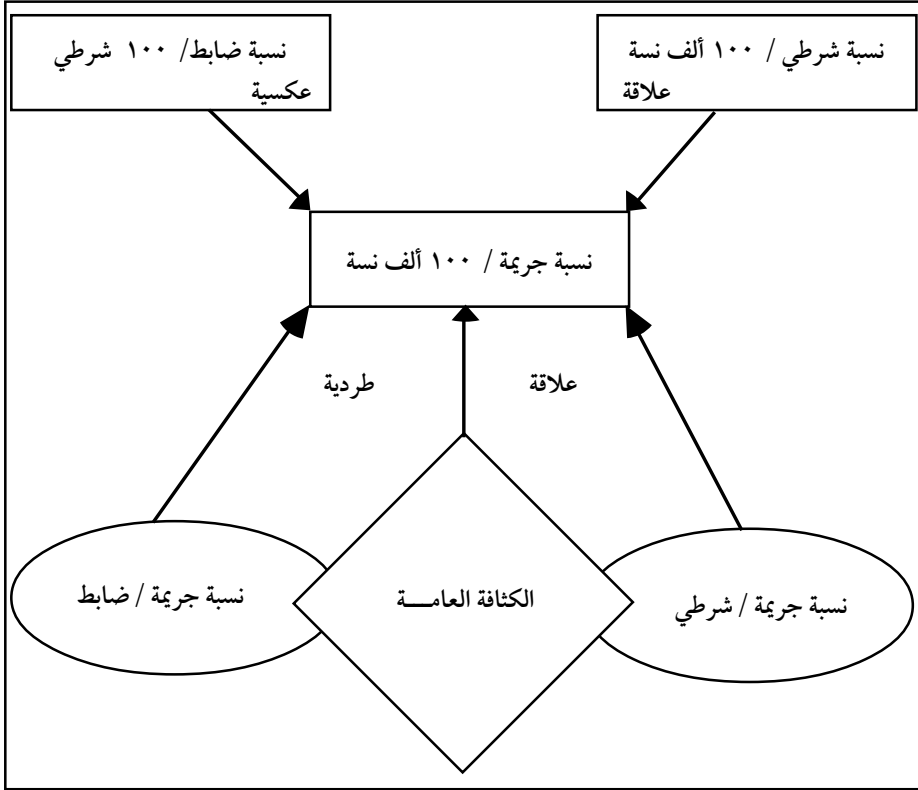 نسبة شرطي / ١٠٠ ألف نسة
علاقة
نسبة ضابط/ ١٠٠ شرطي
عكسية
نسبة جريمة / ١٠٠ ألف نسة
علاقة
طردية
نسبة جريمة / شرطي
الكثافة العامـــة
نسبة جريمة / ضابط